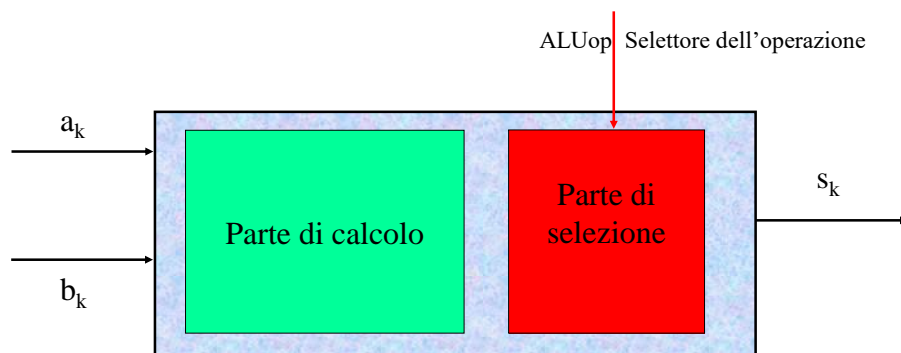 ALUop Selettore dell’operazione
aₖ
Parte di calcolo
Parte di
selezione
sₖ
bₖ